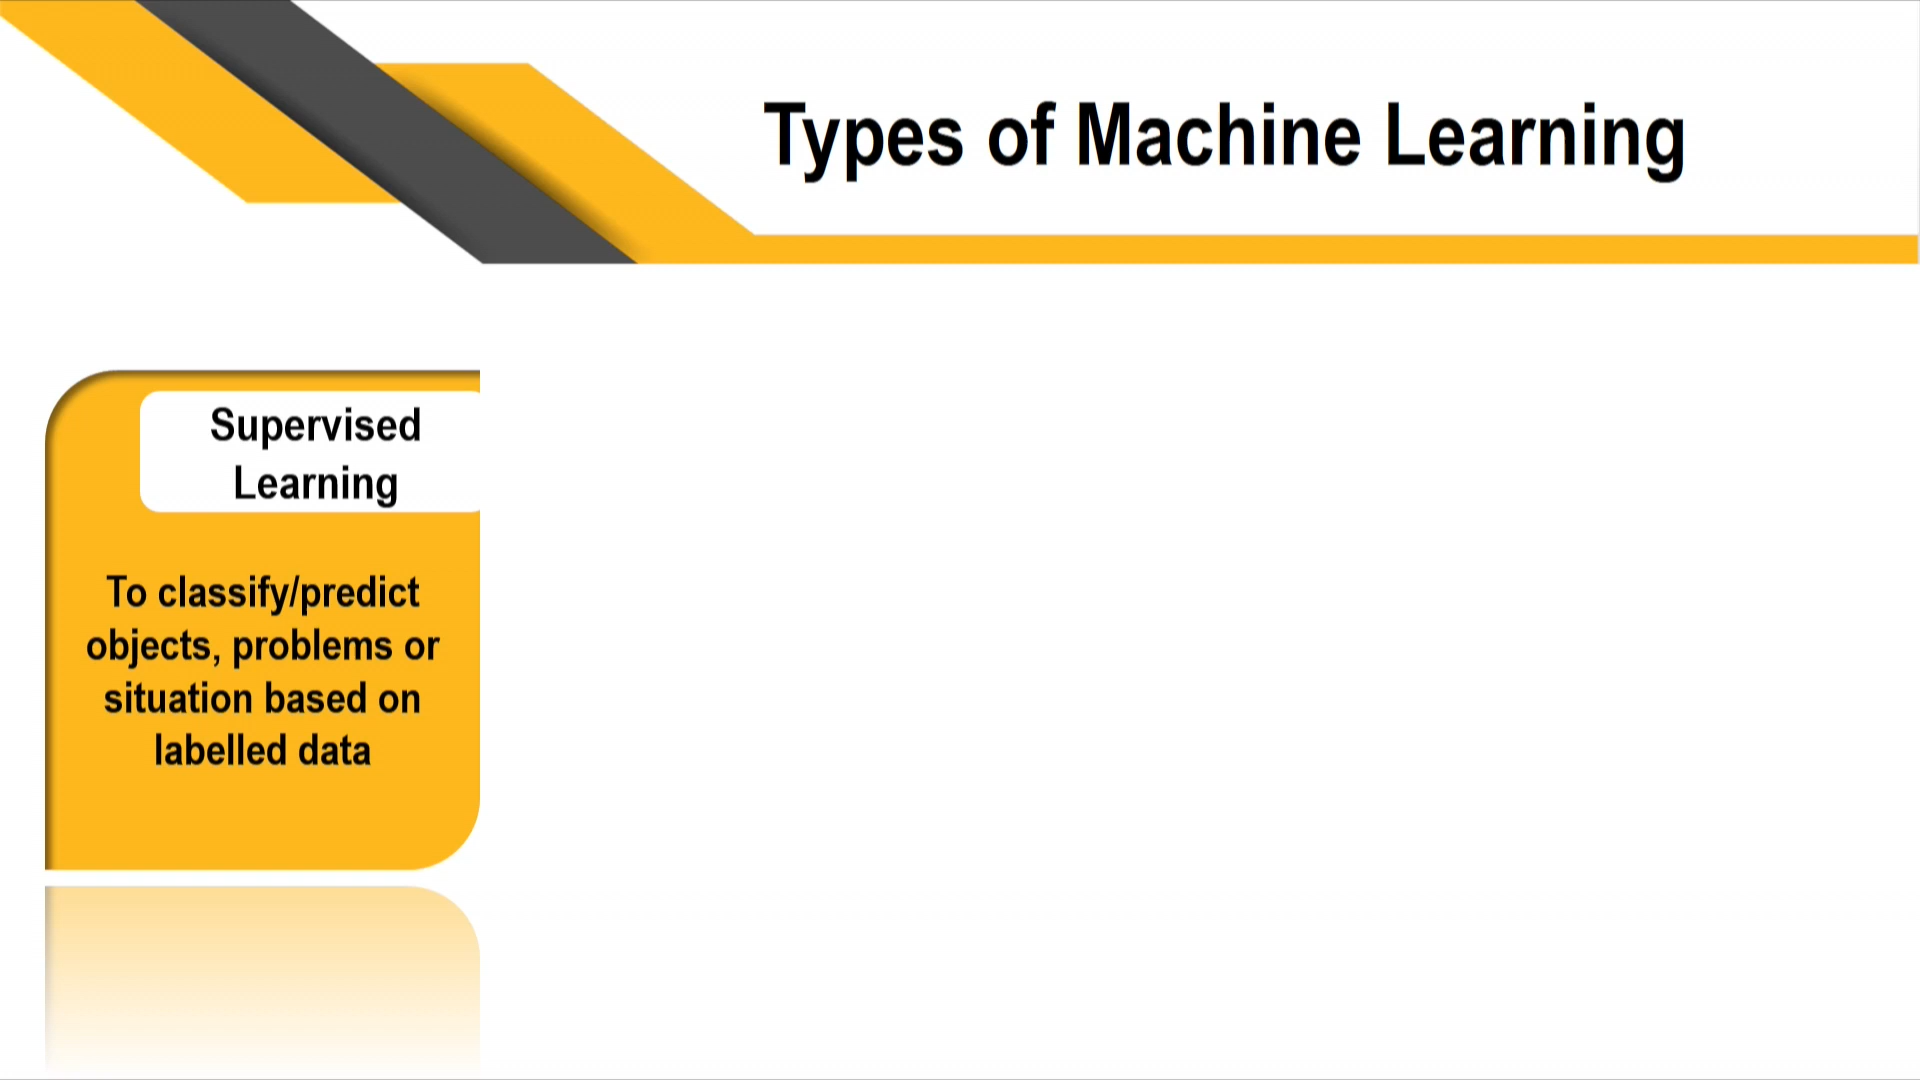 Types of Machine Learning
Supervised
Learning
To classify/predict
objects, problems or
situation based on
labelled data